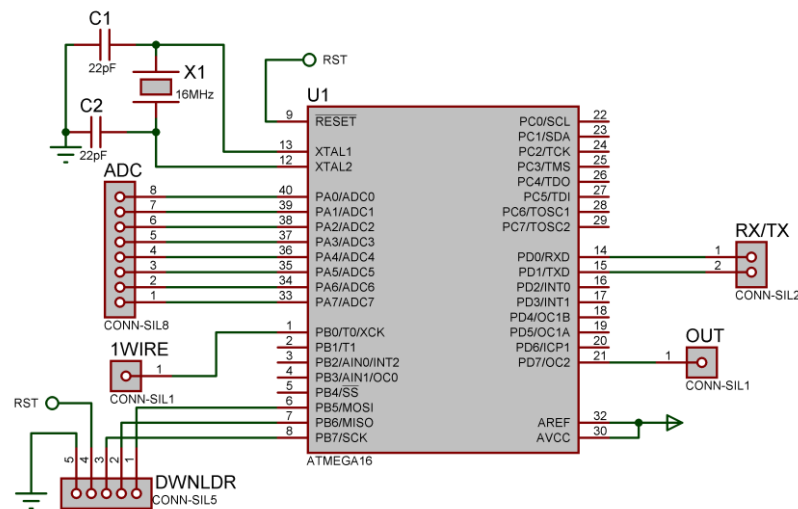 C1
22pF
X1
16MHz
C2
22pF
RST
U1
ATMEGA16
9 RESET
13 XTAL1
12 XTAL2
40 PA0/ADC0
39 PA1/ADC1
38 PA2/ADC2
37 PA3/ADC3
36 PA4/ADC4
35 PA5/ADC5
34 PA6/ADC6
33 PA7/ADC7
1 PB0/T0/XCK
2 PB1/T1
3 PB2/AIN0/INT2
4 PB3/AIN1/OC0
5 PB4/SS
6 PB5/MOSI
7 PB6/MISO
8 PB7/SCK
PC0/SCL 22
PC1/SDA 23
PC2/TCK 24
PC3/TMS 25
PC4/TDO 26
PC5/TDI 27
PC6/TOSC1 28
PC7/TOSC2 29
PD0/RXD 14
PD1/TXD 15
PD2/INT0 16
PD3/INT1 17
PD4/OC1B 18
PD5/OC1A 19
PD6/ICP1 20
PD7/OC2 21
AREF 32
AVCC 30
ADC
8
7
6
5
4
3
2
1
CONN-SIL8
1WIRE
1
CONN-SIL1
RST
5 4 3 2 1
DWNLDR
CONN-SIL5
RX/TX
1
2
CONN-SIL2
OUT
1
CONN-SIL1